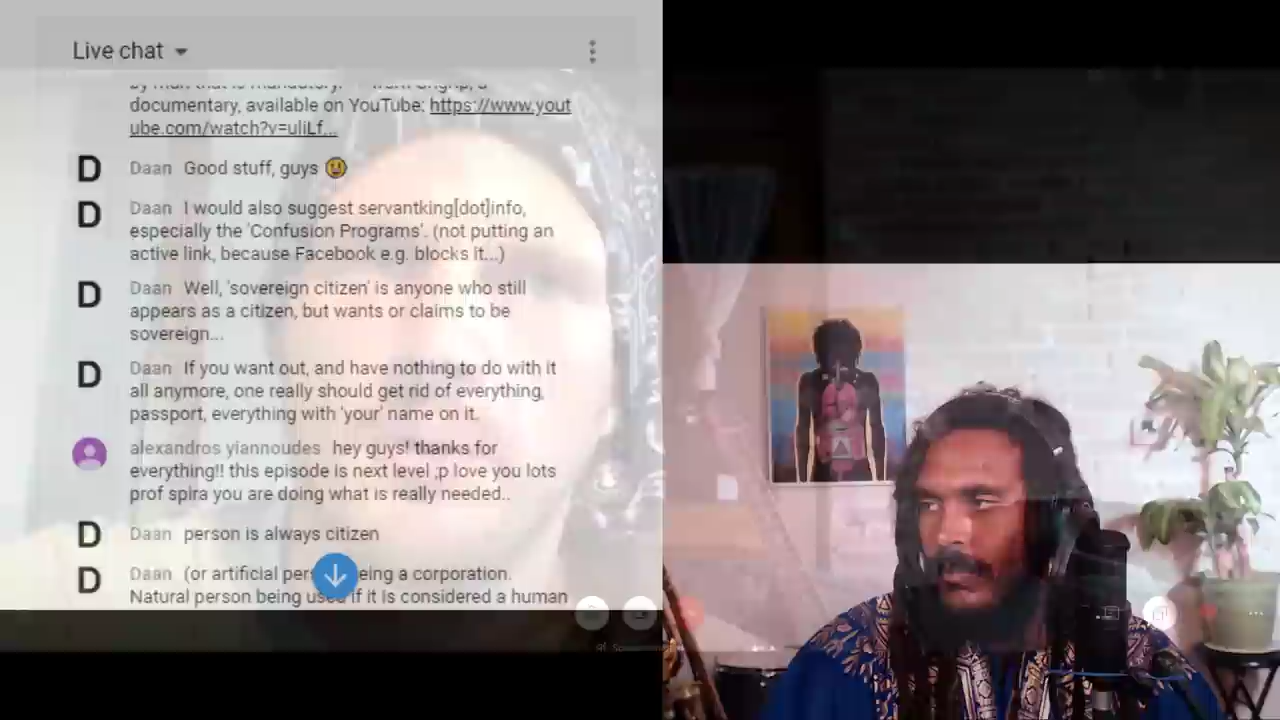 Live chat
documentary, available on YouTube: https://www.yout
ube.com/watch?v=uliLf...
Daan Good stuff, guys
Daan I would also suggest servantking[dot]info,
especially the 'Confusion Programs'. (not putting an
active link, because Facebook e.g. blocks it...)
Daan Well, 'sovereign citizen' is anyone who still
appears as a citizen, but wants or claims to be
sovereign...
Daan If you want out, and have nothing to do with it
all anymore, one really should get rid of everything,
passport, everything with 'your' name on it.
alexandros yiannoudes hey guys! thanks for
everything!! this episode is next level ;p love you lots
prof spira you are doing what is really needed..
Daan person is always citizen
Daan (or artificial being a corporation.
Natural person being used if it is considered a human